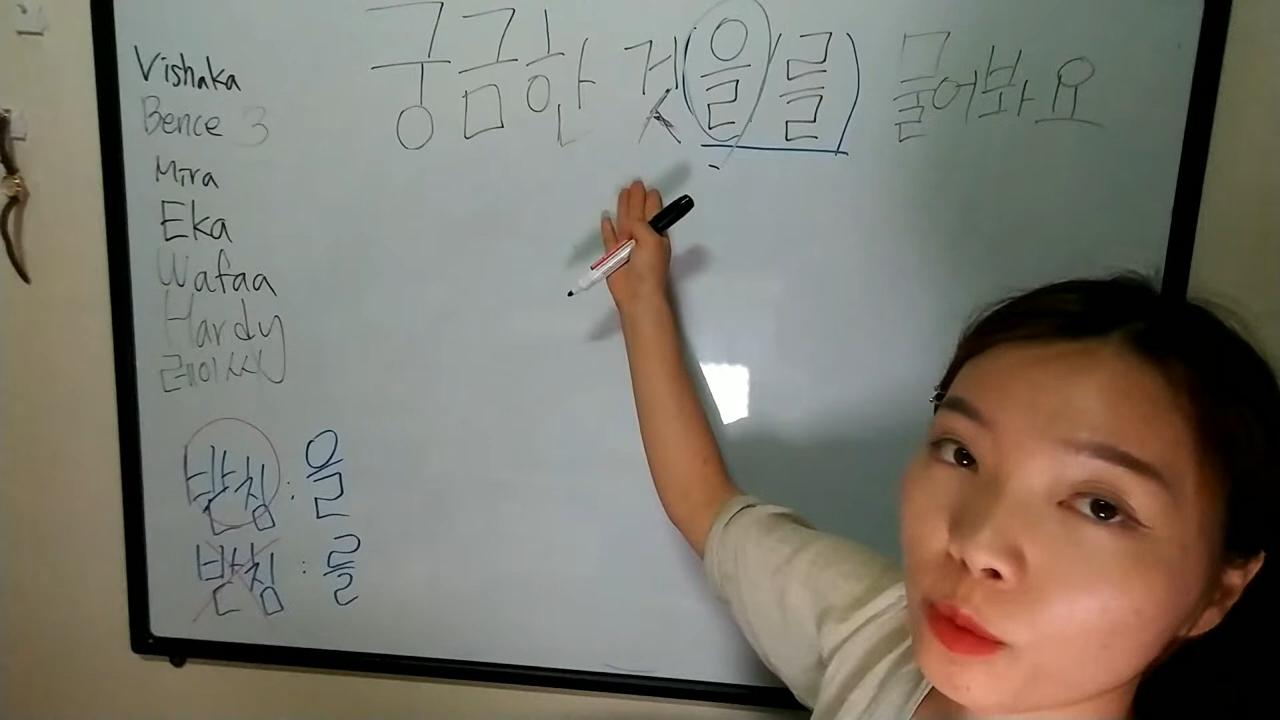 궁금한 것을(를) 물어봐요
Vishaka
Bence 3
Mira
Eka
Wafaa
Hardy
레이씨
받침 : 을
받침 : 를